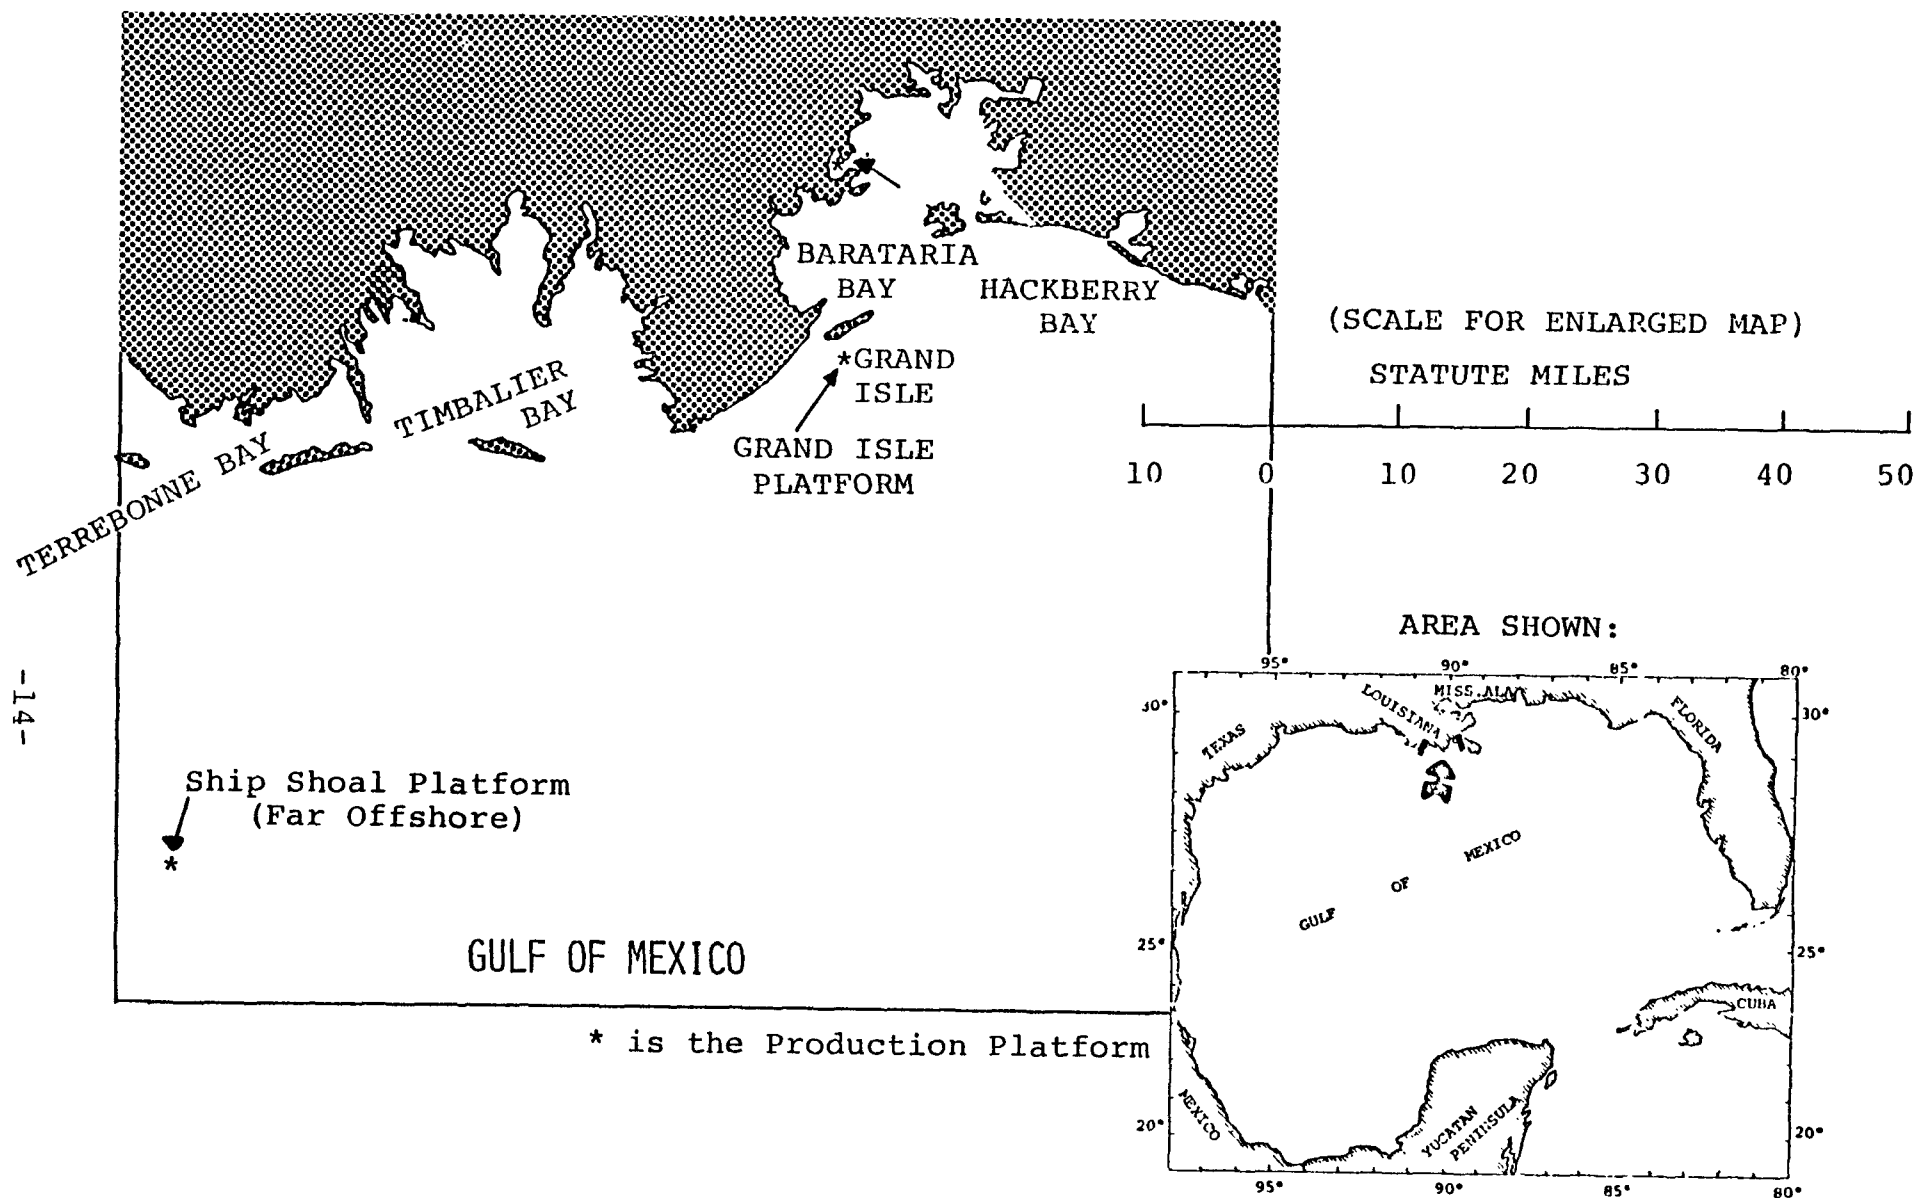 BARATARIA
BAY
HACKBERRY
BAY
(SCALE FOR ENLARGED MAP)
STATUTE MILES
10 0 10 20 30 40 50
*GRAND
ISLE
GRAND ISLE
PLATFORM
TIMBALIER
BAY
TERREBONNE BAY
-14-
Ship Shoal Platform
(Far Offshore)
*
GULF OF MEXICO
* is the Production Platform
AREA SHOWN:
95° 90° 85° 80°
30° 30°
LOUISIANA
MISS. ALA
FLORIDA
TEXAS
GULF OF MEXICO
25° 25°
CUBA
MEXICO
YUCATAN
PENINSULA
20° 20°
95° 90° 85° 80°